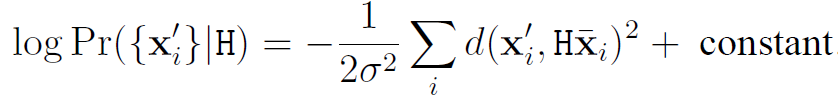 log Pr({x′ᵢ}|H) = −1/(2σ²) ∑ᵢ d(x′ᵢ, Hx̄ᵢ)² + constant